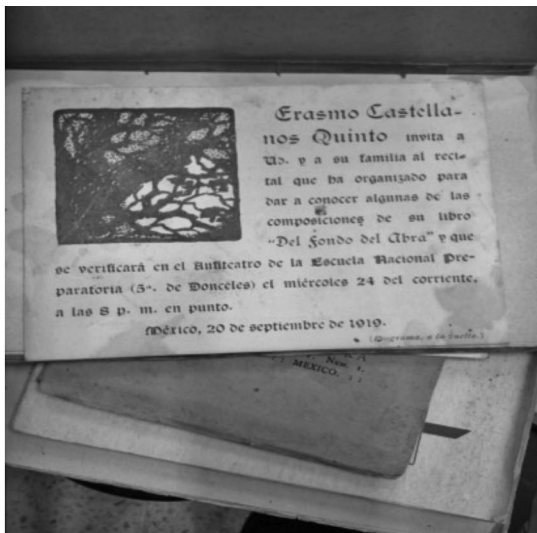 Erasmo Castella-
nos Quinto invita a
Ud. y a su familia al reci-
tal que ha organizado para
dar a conocer algunas de las
composiciones de su libro
"Del Fondo del Abra" y que
se verificará en el Anfiteatro de la Escuela Nacional Pre-
paratoria (5ª. de Donceles) el miércoles 24 del corriente,
a las 8 p. m. en punto.
México, 20 de septiembre de 1919.
(Programa, a la vuelta.)
Num. 1.
MEXICO.